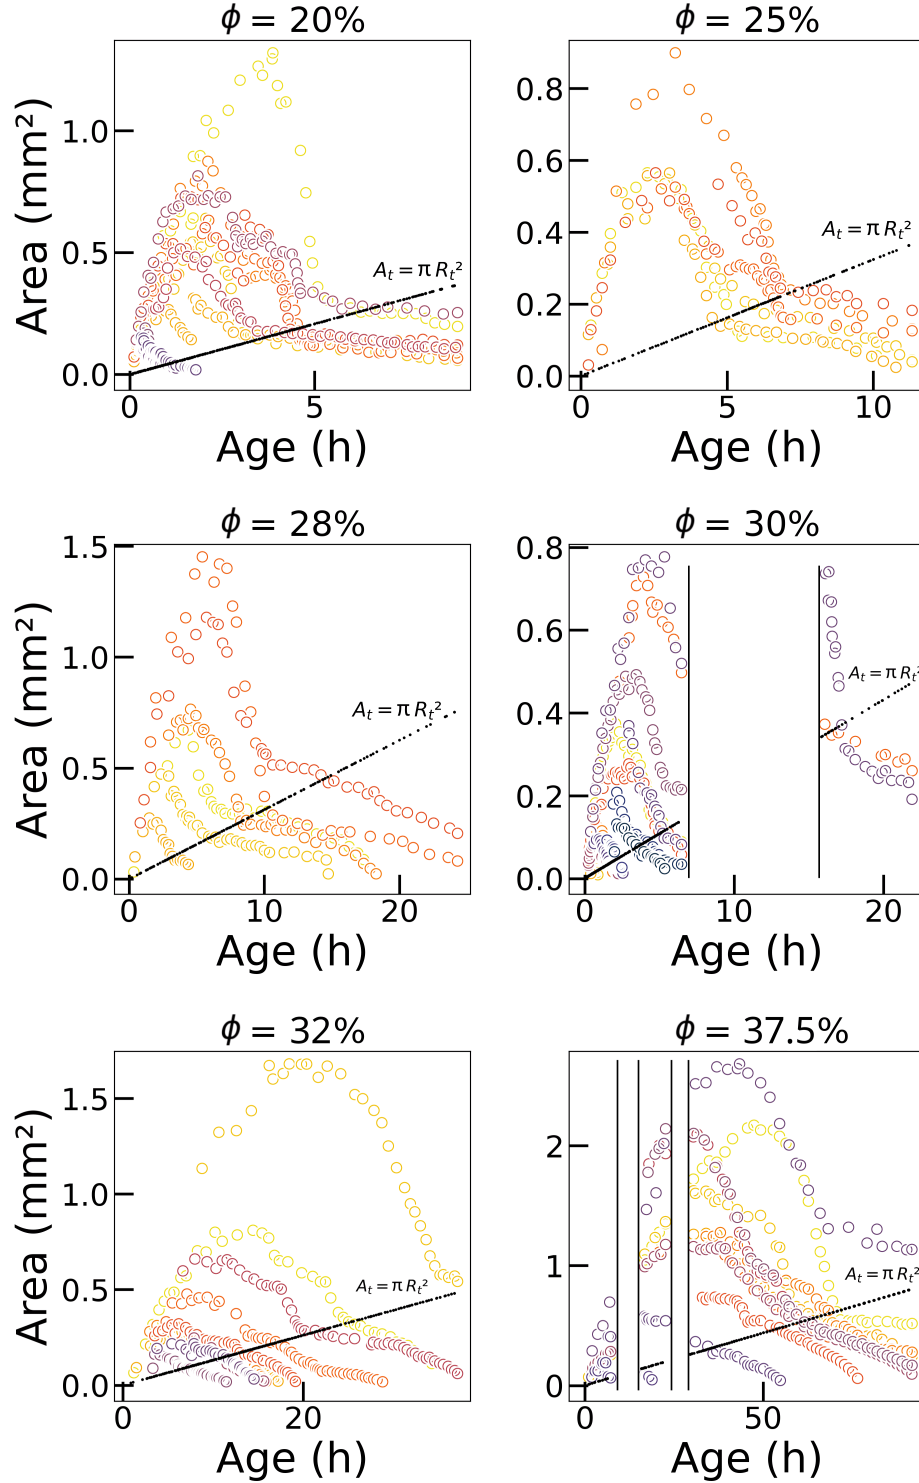 ϕ = 20%
ϕ = 25%
Area (mm²)
1.0
0.5
0.0
A_t = π R_t²
0
5
Age (h)
0.8
0.6
0.4
0.2
0.0
A_t = π R_t²
0
5
10
Age (h)
ϕ = 28%
ϕ = 30%
Area (mm²)
1.5
1.0
0.5
0.0
A_t = π R_t²
0
10
20
Age (h)
0.8
0.6
0.4
0.2
0.0
A_t = π R_t²
0
10
20
Age (h)
ϕ = 32%
ϕ = 37.5%
Area (mm²)
1.5
1.0
0.5
0.0
A_t = π R_t²
0
20
Age (h)
2
1
0
A_t = π R_t²
0
50
Age (h)